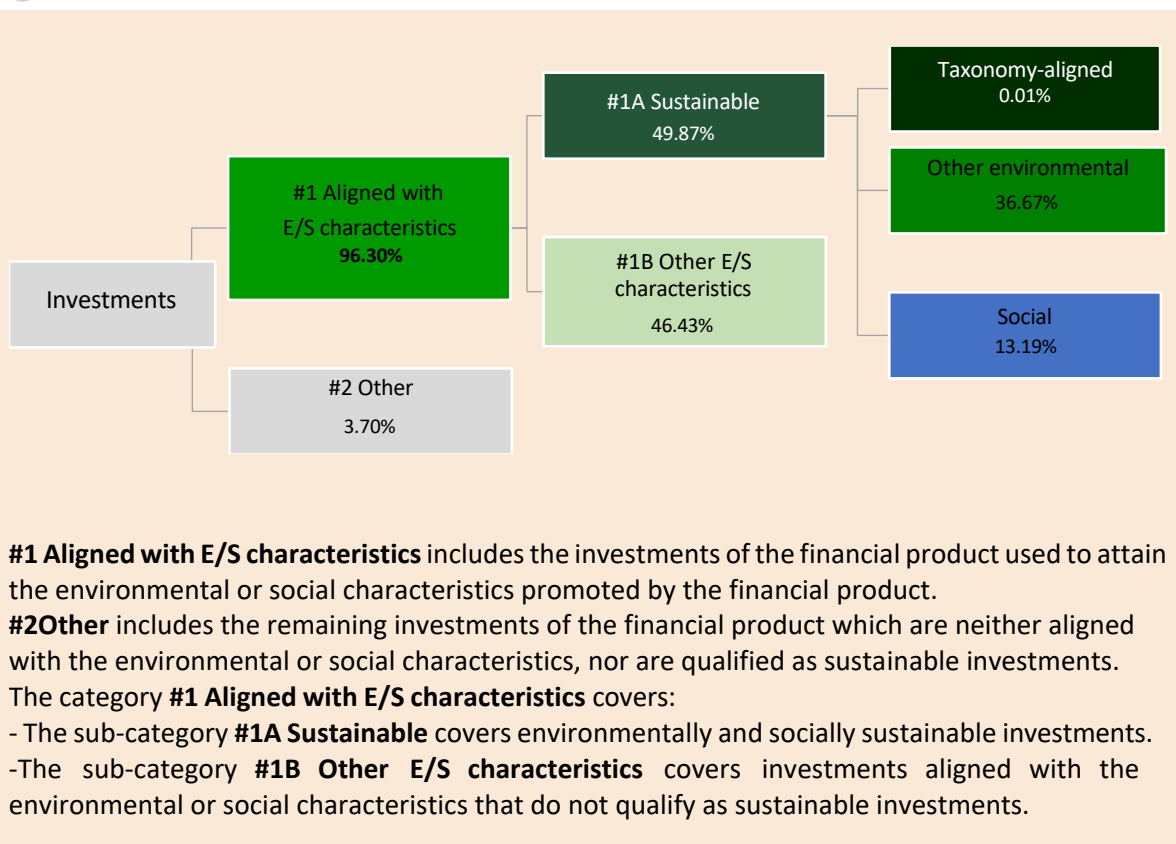 Investments
#1 Aligned with
E/S characteristics
96.30%
#2 Other
3.70%
#1A Sustainable
49.87%
#1B Other E/S
characteristics
46.43%
Taxonomy-aligned
0.01%
Other environmental
36.67%
Social
13.19%
#1 Aligned with E/S characteristics includes the investments of the financial product used to attain
the environmental or social characteristics promoted by the financial product.
#2Other includes the remaining investments of the financial product which are neither aligned
with the environmental or social characteristics, nor are qualified as sustainable investments.
The category #1 Aligned with E/S characteristics covers:
- The sub-category #1A Sustainable covers environmentally and socially sustainable investments.
-The sub-category #1B Other E/S characteristics covers investments aligned with the
environmental or social characteristics that do not qualify as sustainable investments.